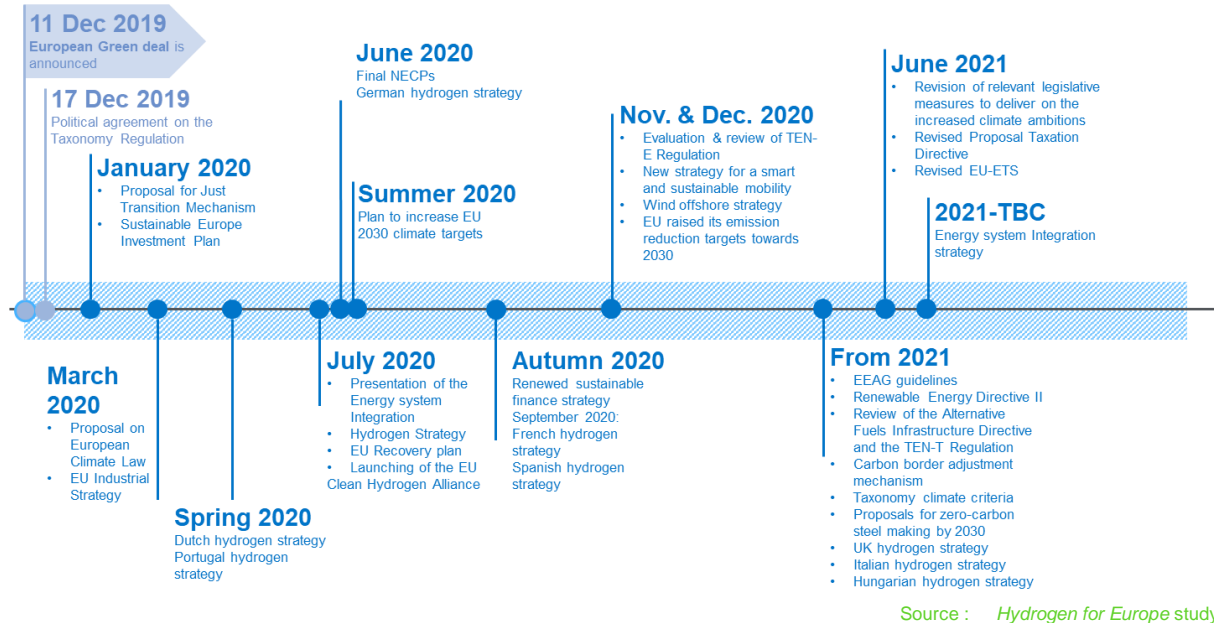 11 Dec 2019
European Green deal is
announced
17 Dec 2019
Political agreement on the
Taxonomy Regulation
January 2020
• Proposal for Just
Transition Mechanism
• Sustainable Europe
Investment Plan
June 2020
Final NECPs
German hydrogen strategy
Summer 2020
Plan to increase EU
2030 climate targets
Nov. & Dec. 2020
• Evaluation & review of TEN-
E Regulation
• New strategy for a smart
and sustainable mobility
• Wind offshore strategy
• EU raised its emission
reduction targets towards
2030
June 2021
• Revision of relevant legislative
measures to deliver on the
increased climate ambitions
• Revised Proposal Taxation
Directive
• Revised EU-ETS
2021-TBC
Energy system Integration
strategy
March
2020
• Proposal on
European
Climate Law
• EU Industrial
Strategy
Spring 2020
Dutch hydrogen strategy
Portugal hydrogen
strategy
July 2020
• Presentation of the
Energy system
Integration
• Hydrogen Strategy
• EU Recovery plan
• Launching of the EU
Clean Hydrogen Alliance
Autumn 2020
Renewed sustainable
finance strategy
September 2020:
French hydrogen
strategy
Spanish hydrogen
strategy
From 2021
• EEAG guidelines
• Renewable Energy Directive II
• Review of the Alternative
Fuels Infrastructure Directive
and the TEN-T Regulation
• Carbon border adjustment
mechanism
• Taxonomy climate criteria
• Proposals for zero-carbon
steel making by 2030
• UK hydrogen strategy
• Italian hydrogen strategy
• Hungarian hydrogen strategy
Source : Hydrogen for Europe study